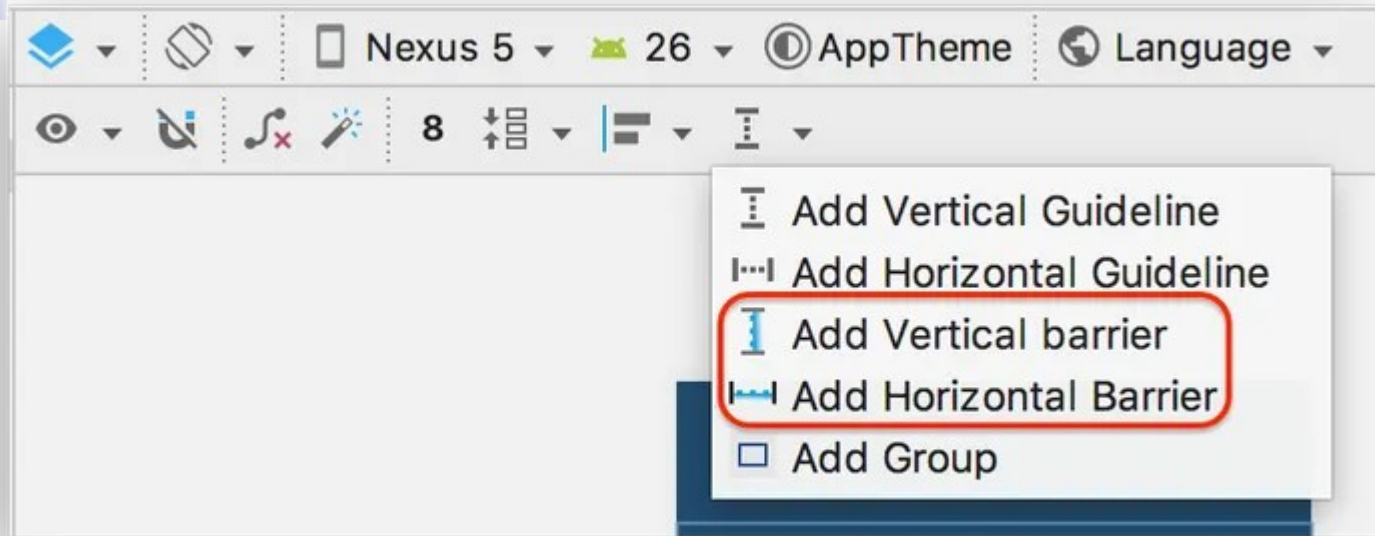 Nexus 5 26 AppTheme Language
8
Add Vertical Guideline
Add Horizontal Guideline
Add Vertical barrier
Add Horizontal Barrier
Add Group